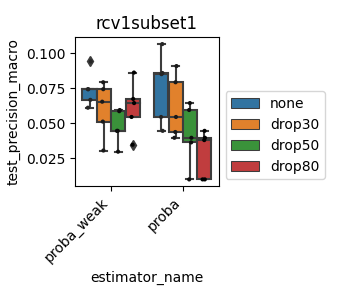 rcv1subset1
test_precision_macro
0.100
0.075
0.050
0.025
proba_weak
proba
estimator_name
none
drop30
drop50
drop80